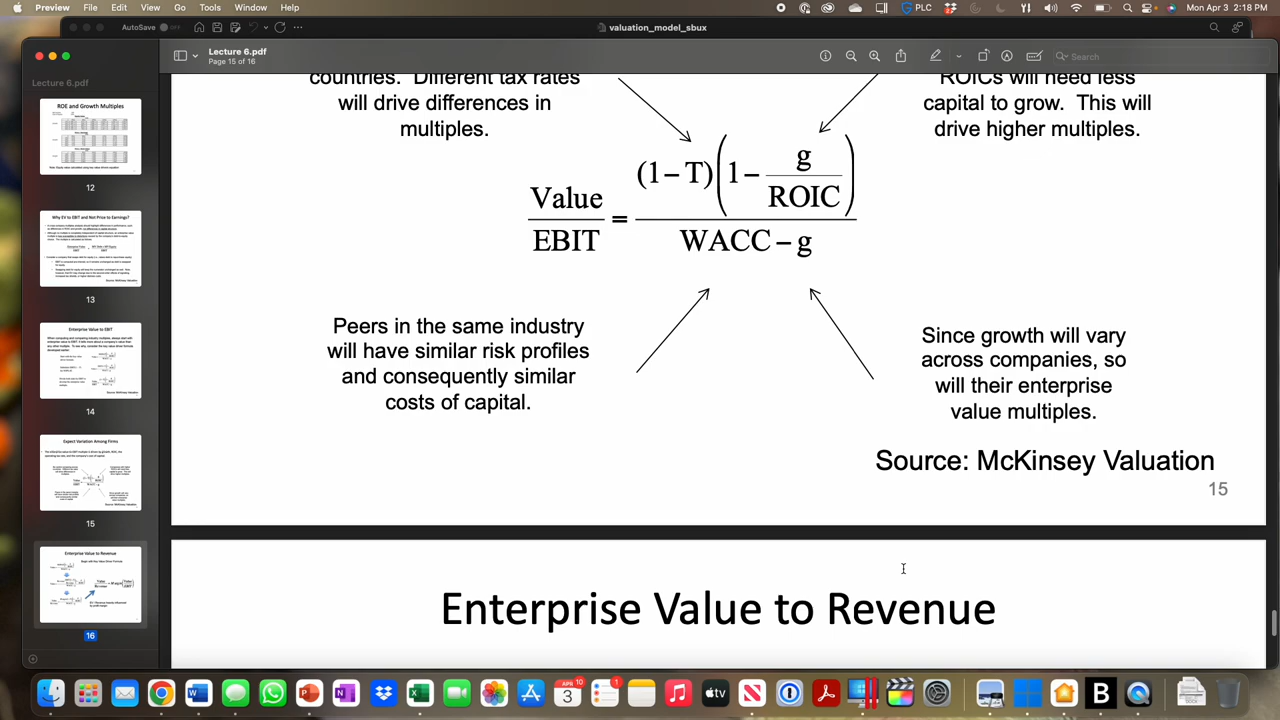 Preview File Edit View Go Tools Window Help
PLC
Mon Apr 3 2:18 PM
AutoSave
valuation_model_sbux
Lecture 6.pdf
Page 15 of 16
Search
Lecture 6.pdf
ROE and Growth Multiples
12
Why EV to EBIT and Not Price to Earnings?
13
Enterprise Value to EBIT
14
Expect Variation Among Firms
15
Enterprise Value to Revenue
16
countries. Different tax rates
will drive differences in
multiples.
ROICs will need less
capital to grow. This will
drive higher multiples.
Value / EBIT = (1 – T)(1 – g / ROIC) / WACC – g
Peers in the same industry
will have similar risk profiles
and consequently similar
costs of capital.
Since growth will vary
across companies, so
will their enterprise
value multiples.
Source: McKinsey Valuation
15
Enterprise Value to Revenue
APR
3
10
1
tv